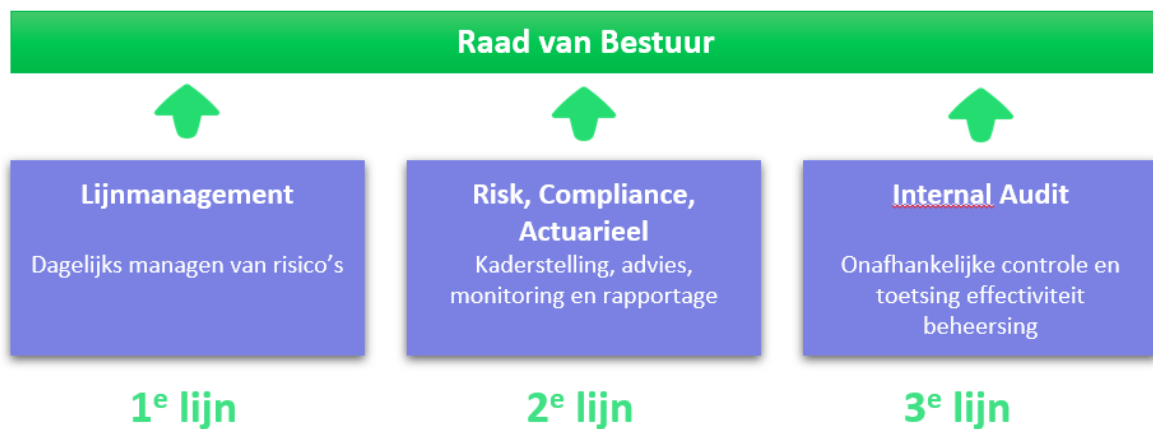 Raad van Bestuur
Lijnmanagement
Dagelijks managen van risico’s
Risk, Compliance,
Actuarieel
Kaderstelling, advies,
monitoring en rapportage
Internal Audit
Onafhankelijke controle en
toetsing effectiviteit
beheersing
1e lijn
2e lijn
3e lijn